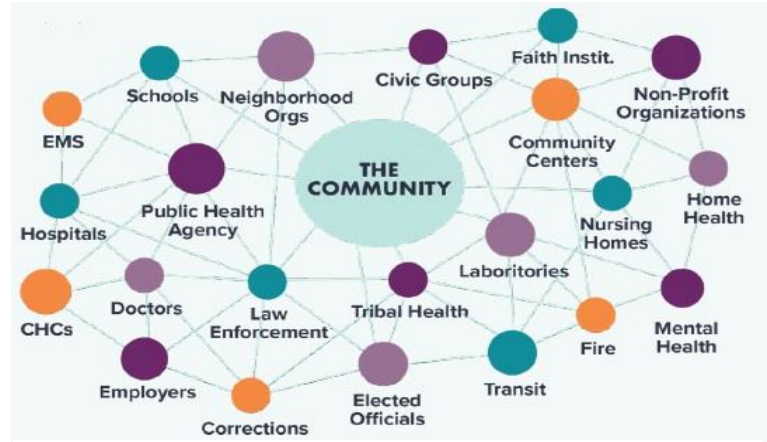 Schools
Neighborhood
Orgs
Civic Groups
Faith Instit.
Non-Profit
Organizations
EMS
THE
COMMUNITY
Community
Centers
Hospitals
Public Health
Agency
Nursing
Homes
Home
Health
CHCs
Doctors
Law
Enforcement
Tribal Health
Laboritories
Fire
Mental
Health
Employers
Corrections
Elected
Officials
Transit